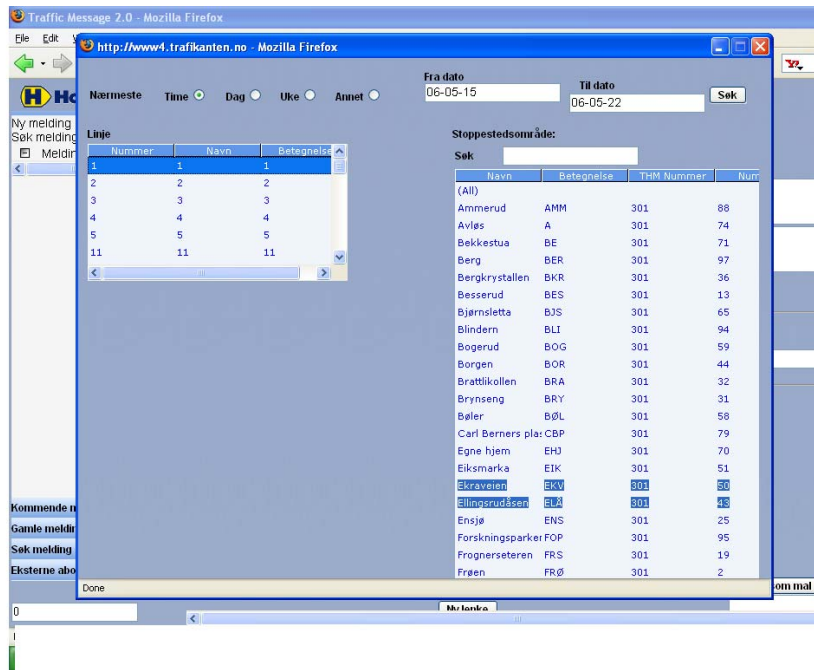 Traffic Message 2.0 - Mozilla Firefox
File Edit
http://www4.trafikanten.no - Mozilla Firefox
Ny melding
Søk melding
Kommende
Gamle
Søk melding
Eksterne
0
Nærmeste Time Dag Uke Annet
Fra dato
06-05-15
Til dato
06-05-22
Søk
Linje
Nummer Navn Betegnelse
1 1 1
2 2 2
3 3 3
4 4 4
5 5 5
11 11 11
Stoppestedsområde:
Søk
Navn Betegnelse THM Nummer Num
(All)
Ammerud AMM 301 88
Avløs A 301 74
Bekkestua BE 301 71
Berg BER 301 97
Bergkrystallen BKR 301 36
Besserud BES 301 13
Bjørnsletta BJS 301 65
Blindern BLI 301 94
Bogerud BOG 301 59
Borgen BOR 301 44
Brattlikollen BRA 301 32
Brynseng BRY 301 31
Bøler BØL 301 58
Carl Berners pla CBP 301 79
Egne hjem EHJ 301 70
Eiksmarka EIK 301 51
Ekraveien EKV 301 50
Ellingsrudåsen ELÅ 301 43
Ensjø ENS 301 25
Forskningsparker FOP 301 95
Frognerseteren FRS 301 19
Frøen FRØ 301 2
Done
om mal
Ny lenke